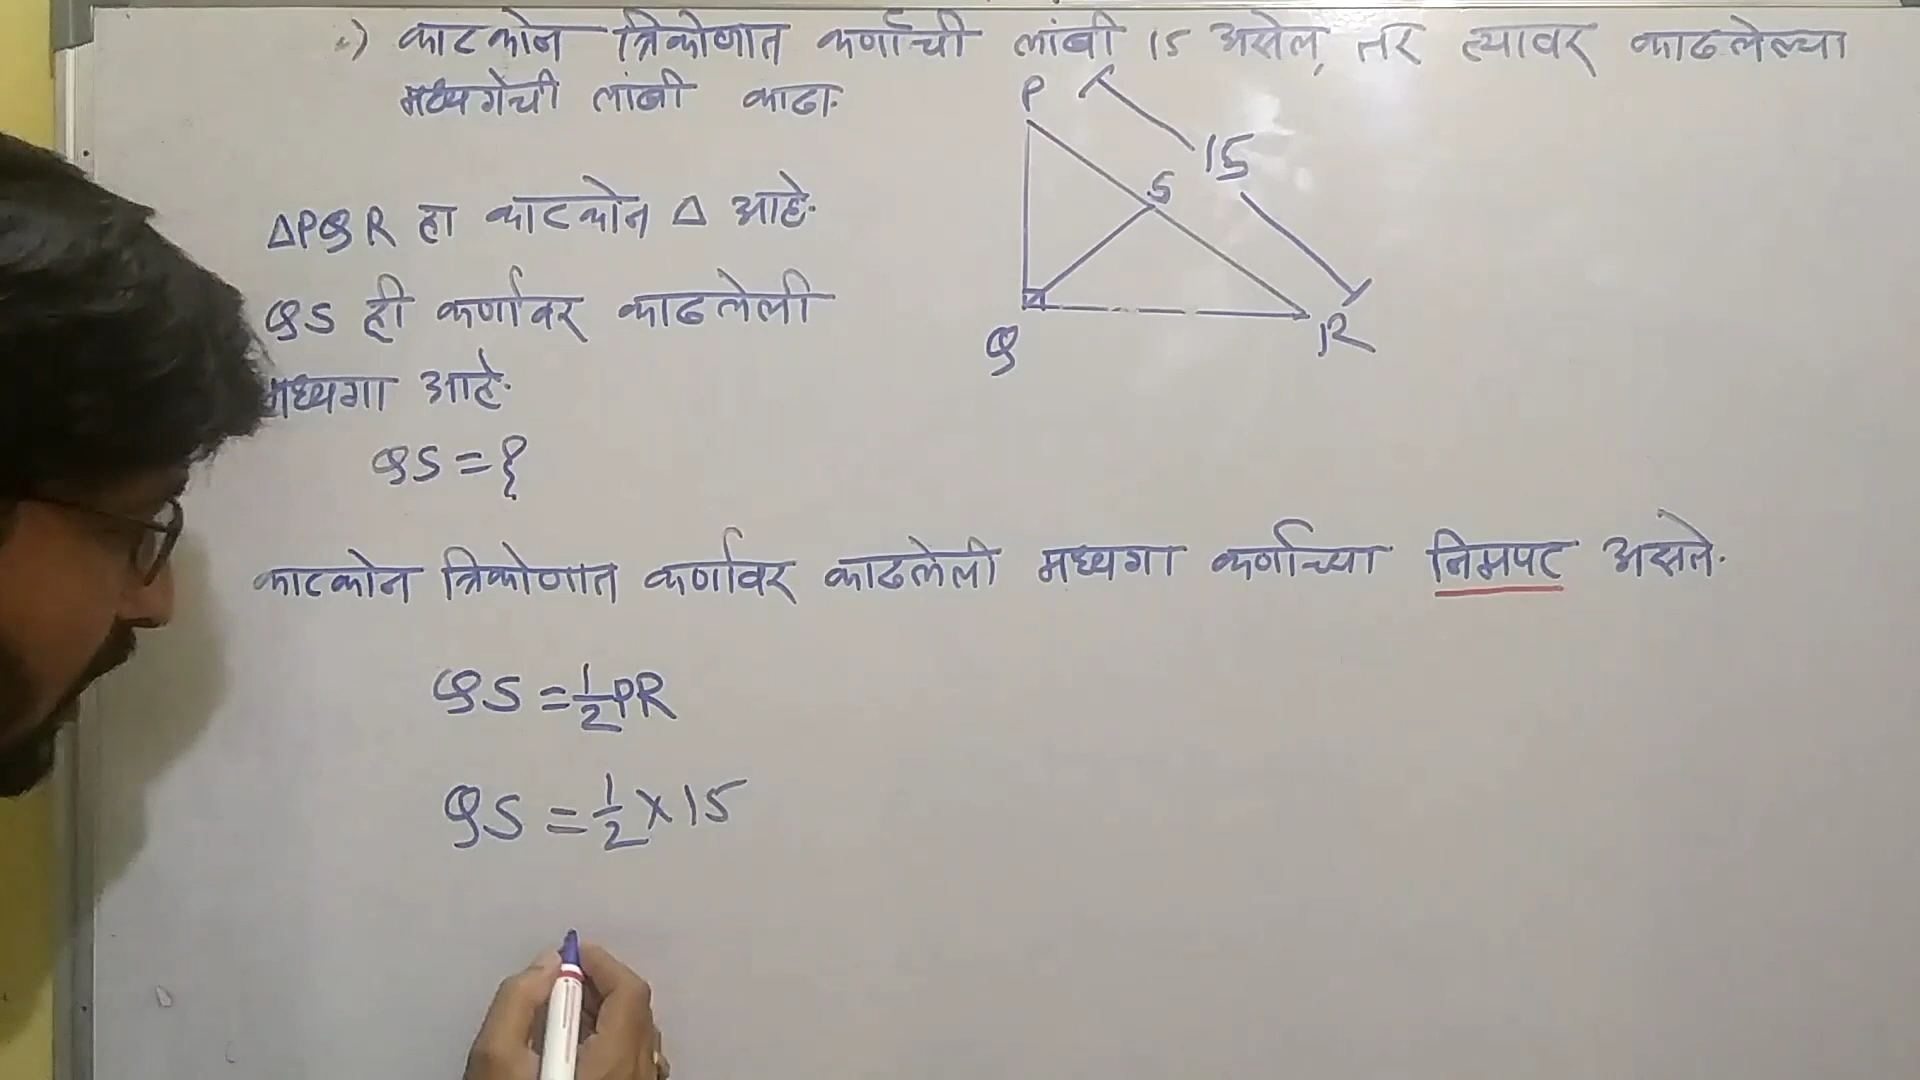 काटकोन त्रिकोणात कर्णाची लांबी 15 असेल, तर त्यावर काढलेल्या
मध्यगेची लांबी काढा.
P
15
S
Q
R
△PQR हा काटकोन △ आहे.
QS ही कर्णावर काढलेली
मध्यगा आहे.
QS = ?
काटकोन त्रिकोणात कर्णावर काढलेली मध्यगा कर्णाच्या निमपट असते.
QS = 1/2 PR
QS = 1/2 × 15